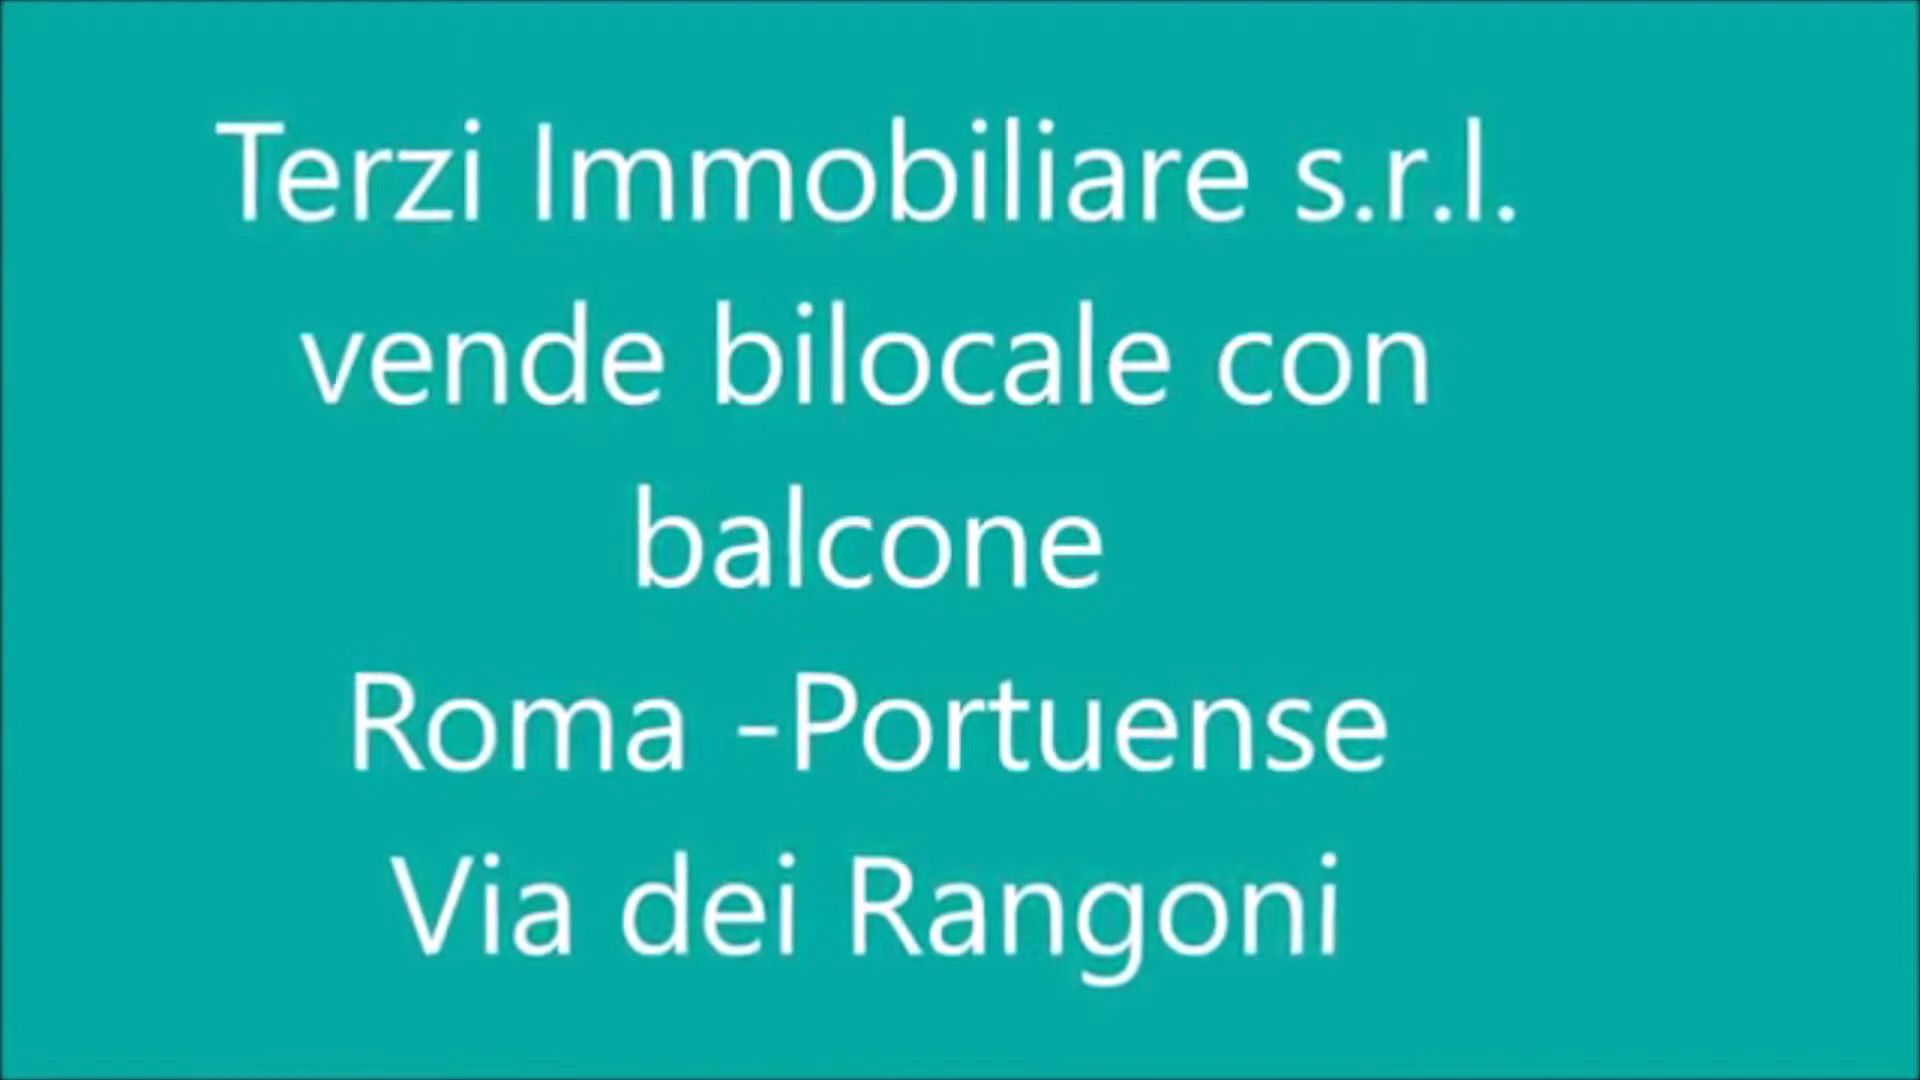 Terzi Immobiliare s.r.l.
vende bilocale con
balcone
Roma -Portuense
Via dei Rangoni